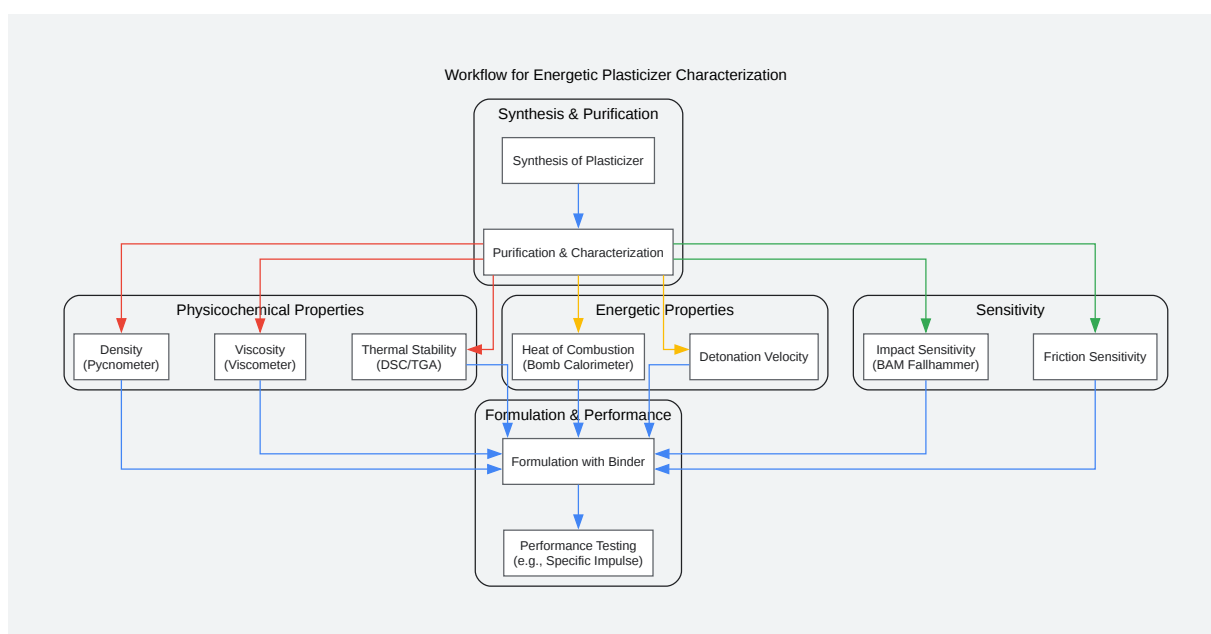 Workflow for Energetic Plasticizer Characterization
Synthesis & Purification
Synthesis of Plasticizer
Purification & Characterization
Physicochemical Properties
Density
(Pycnometer)
Viscosity
(Viscometer)
Thermal Stability
(DSC/TGA)
Energetic Properties
Heat of Combustion
(Bomb Calorimeter)
Detonation Velocity
Sensitivity
Impact Sensitivity
(BAM Fallhammer)
Friction Sensitivity
Formulation & Performance
Formulation with Binder
Performance Testing
(e.g., Specific Impulse)